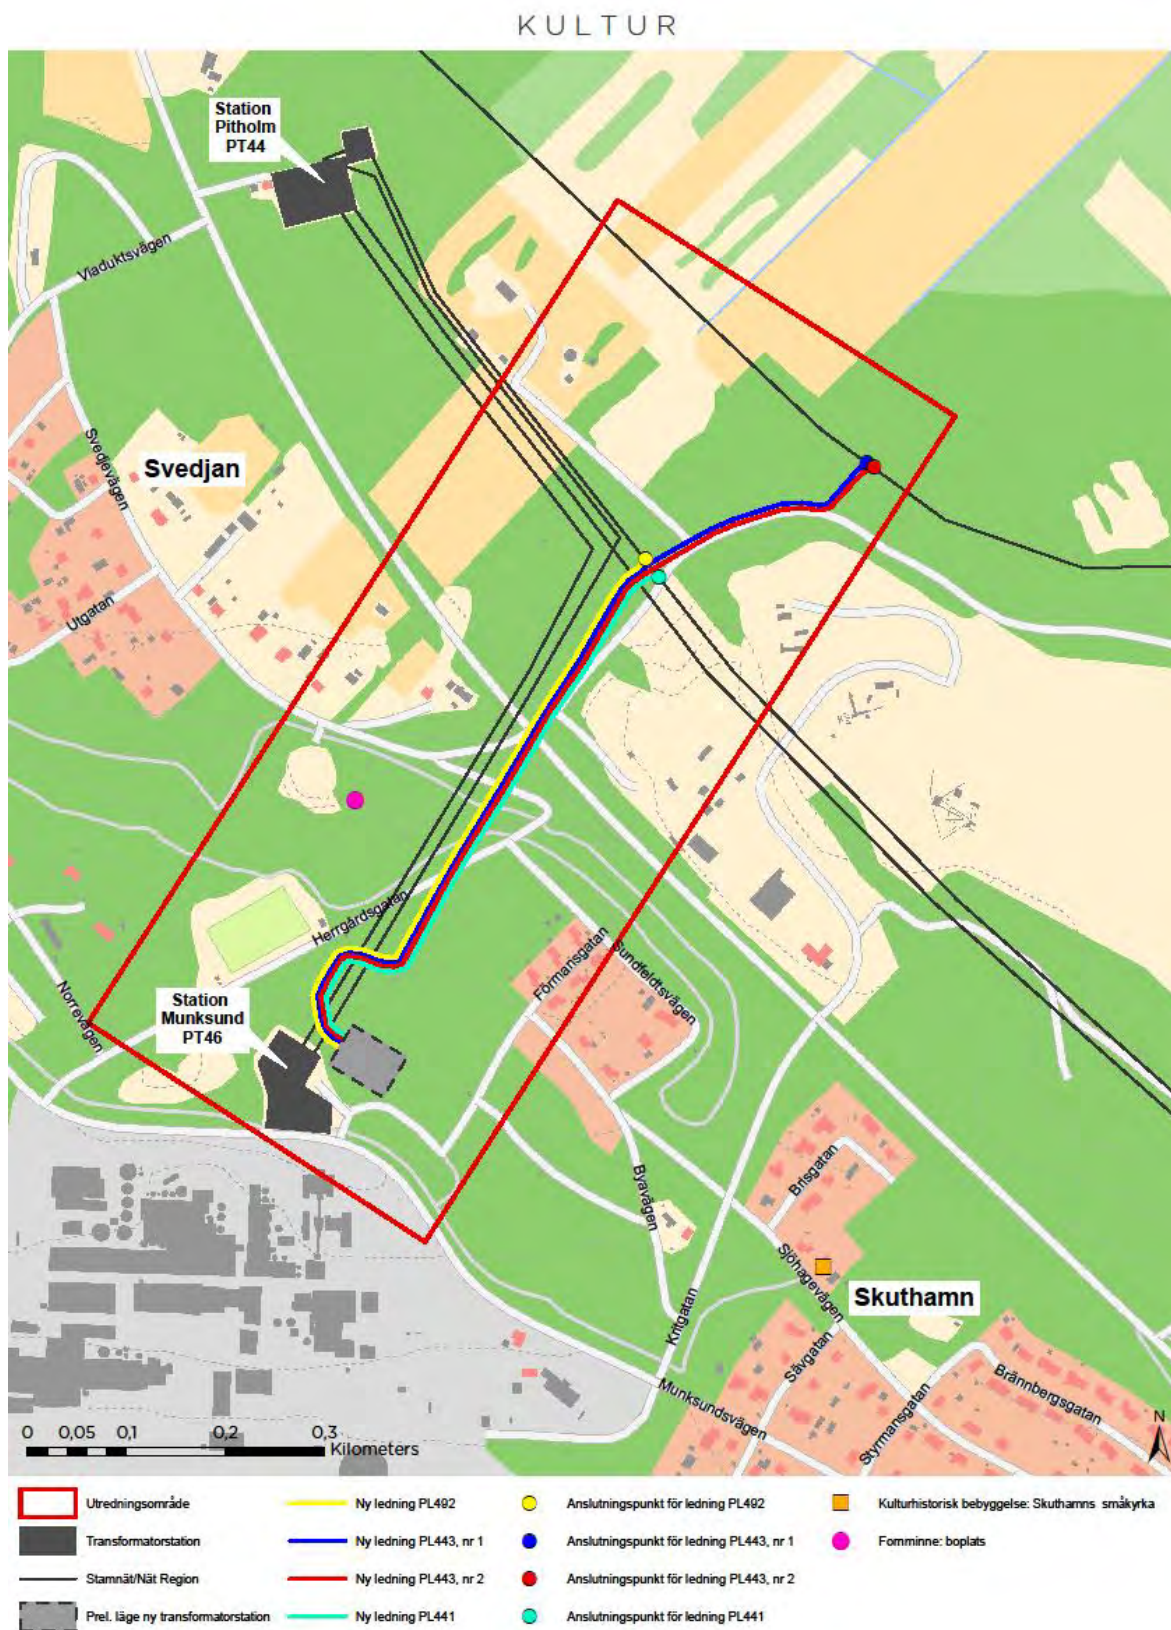 KULTUR
Station
Pitholm
PT44
Viaduktsvägen
Svedjevägen
Svedjan
Utgatan
Herrgårdsgatan
Norrevägen
Station
Munksund
PT46
Förmansgatan
Sundfeldtsvägen
Byavägen
Brisgatan
Sjöhagevägen
Skuthamn
Kritgatan
Sävgatan
Munksundsvägen
Styrmansgatan
Brännbergsgatan
N
0 0,05 0,1 0,2 0,3
Kilometers
Utredningsområde
Transformatorstation
Stamnät/Nät Region
Prel. läge ny transformatorstation
Ny ledning PL492
Ny ledning PL443, nr 1
Ny ledning PL443, nr 2
Ny ledning PL441
Anslutningspunkt för ledning PL492
Anslutningspunkt för ledning PL443, nr 1
Anslutningspunkt för ledning PL443, nr 2
Anslutningspunkt för ledning PL441
Kulturhistorisk bebyggelse: Skuthamns småkyrka
Fornminne: boplats